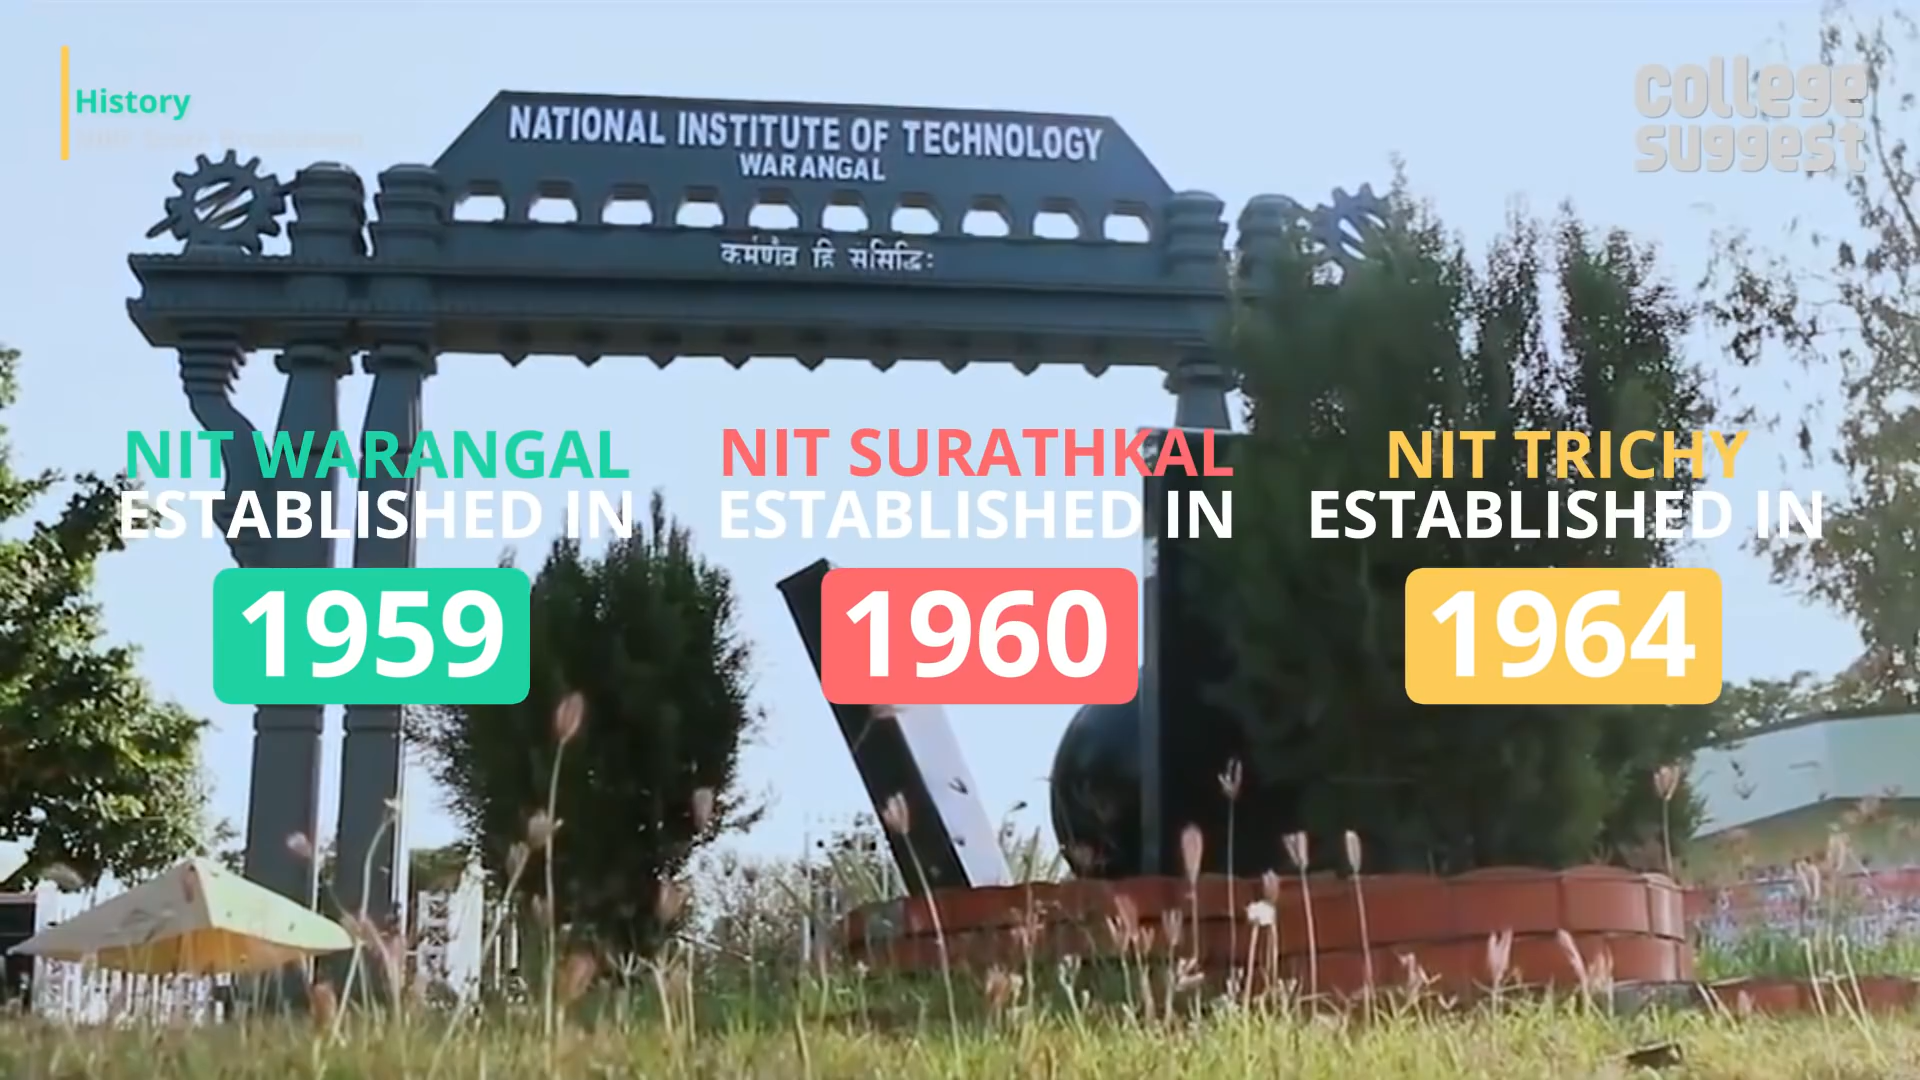 History
college
suggest
NATIONAL INSTITUTE OF TECHNOLOGY
WARANGAL
कर्मणैव हि संसिद्धिः
NIT WARANGAL
ESTABLISHED IN
1959
NIT SURATHKAL
ESTABLISHED IN
1960
NIT TRICHY
ESTABLISHED IN
1964